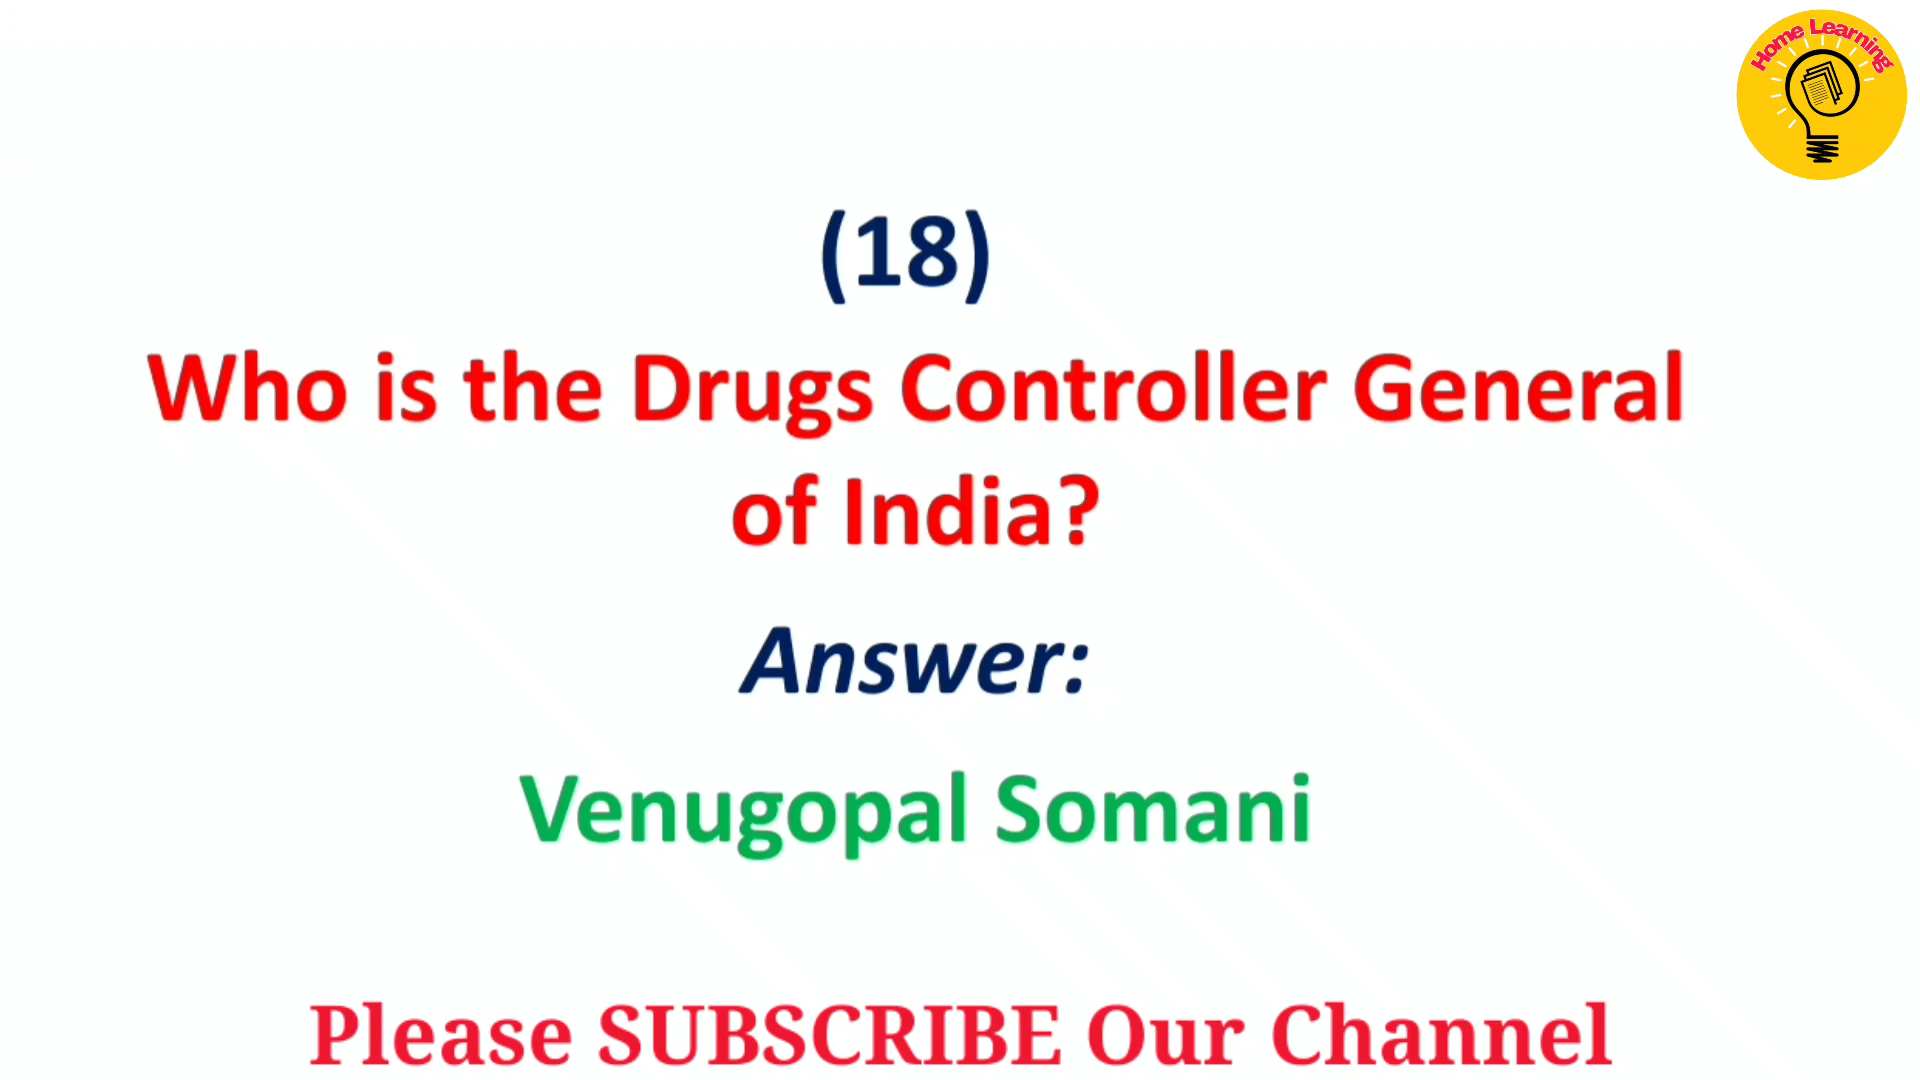 Home Learning
(18)
Who is the Drugs Controller General
of India?
Answer:
Venugopal Somani
Please SUBSCRIBE Our Channel